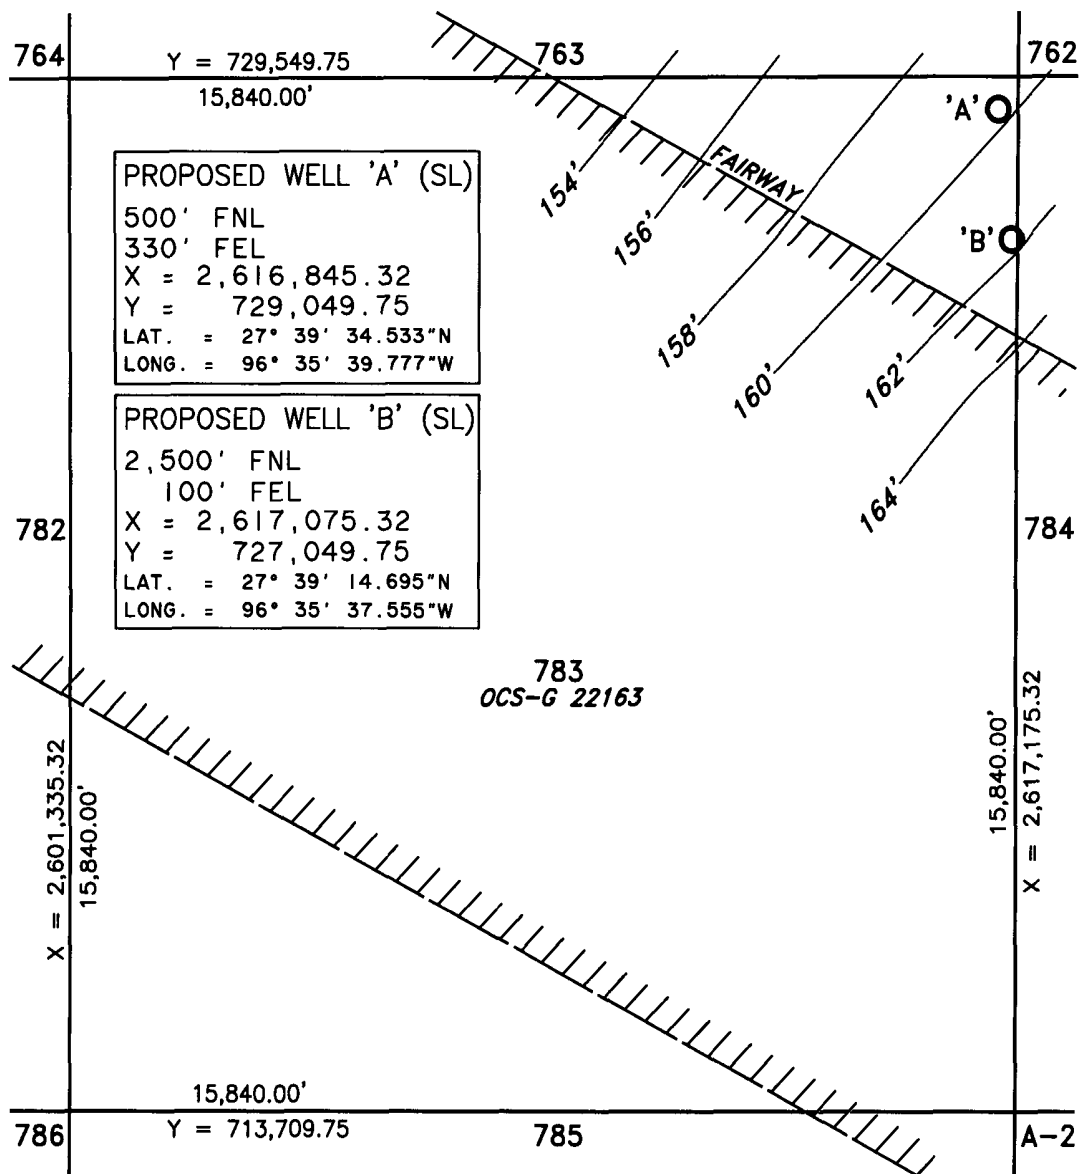 764
Y = 729,549.75
763
762
15,840.00'
'A'
PROPOSED WELL 'A' (SL)
500' FNL
330' FEL
X = 2,616,845.32
Y = 729,049.75
LAT. = 27° 39' 34.533"N
LONG. = 96° 35' 39.777"W
FAIRWAY
154'
156'
'B'
158'
160'
162'
164'
PROPOSED WELL 'B' (SL)
2,500' FNL
100' FEL
X = 2,617,075.32
Y = 727,049.75
LAT. = 27° 39' 14.695"N
LONG. = 96° 35' 37.555"W
782
784
783
OCS-G 22163
X = 2,601,335.32
15,840.00'
15,840.00'
X = 2,617,175.32
15,840.00'
786
Y = 713,709.75
785
A-2